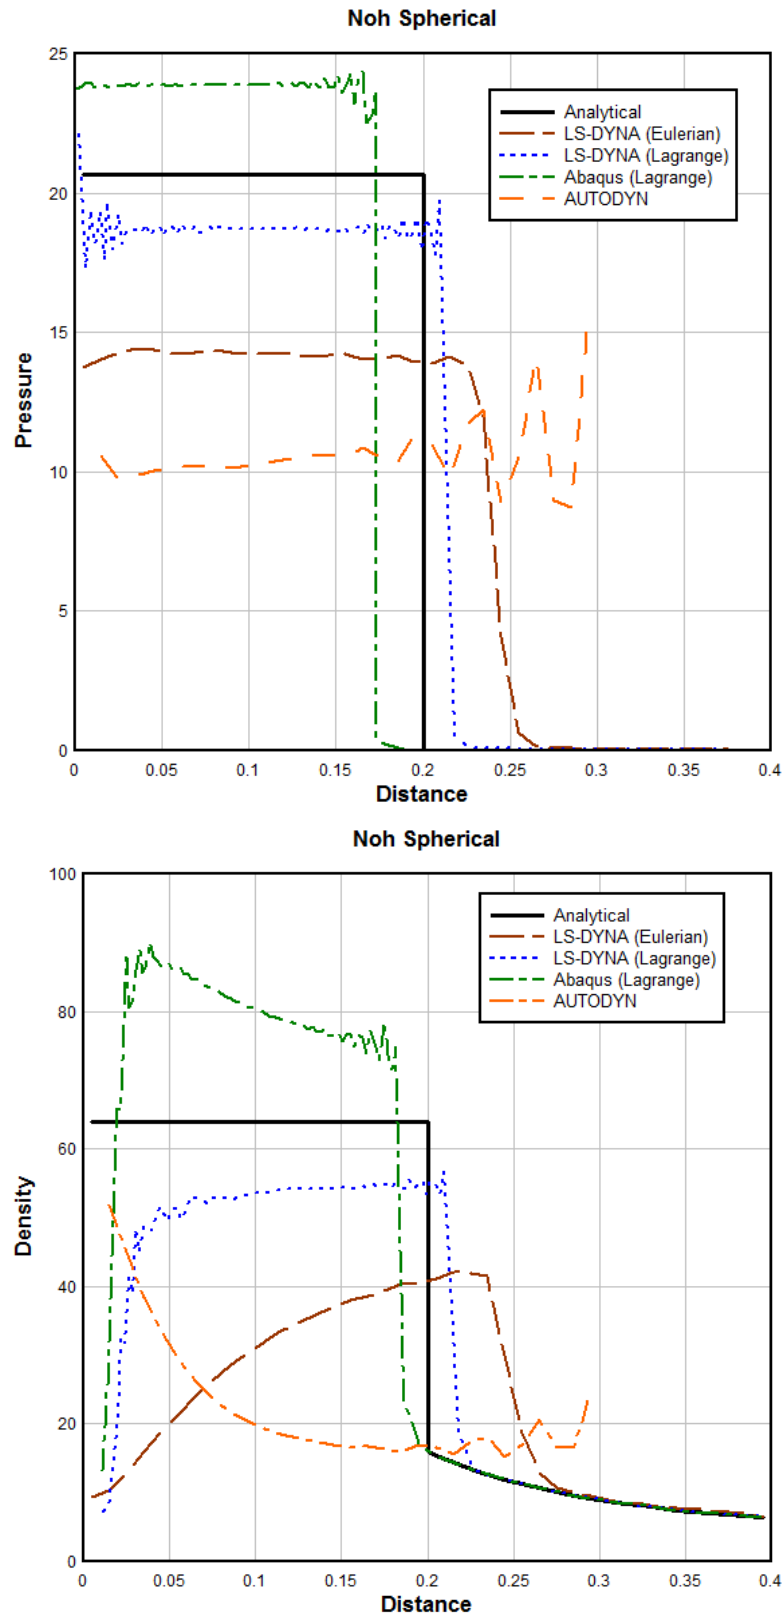 Noh Spherical
25
20
15
10
5
0
Pressure
Analytical
LS-DYNA (Eulerian)
LS-DYNA (Lagrange)
Abaqus (Lagrange)
AUTODYN
0 0.05 0.1 0.15 0.2 0.25 0.3 0.35 0.4
Distance
Noh Spherical
100
80
60
40
20
0
Density
Analytical
LS-DYNA (Eulerian)
LS-DYNA (Lagrange)
Abaqus (Lagrange)
AUTODYN
0 0.05 0.1 0.15 0.2 0.25 0.3 0.35 0.4
Distance